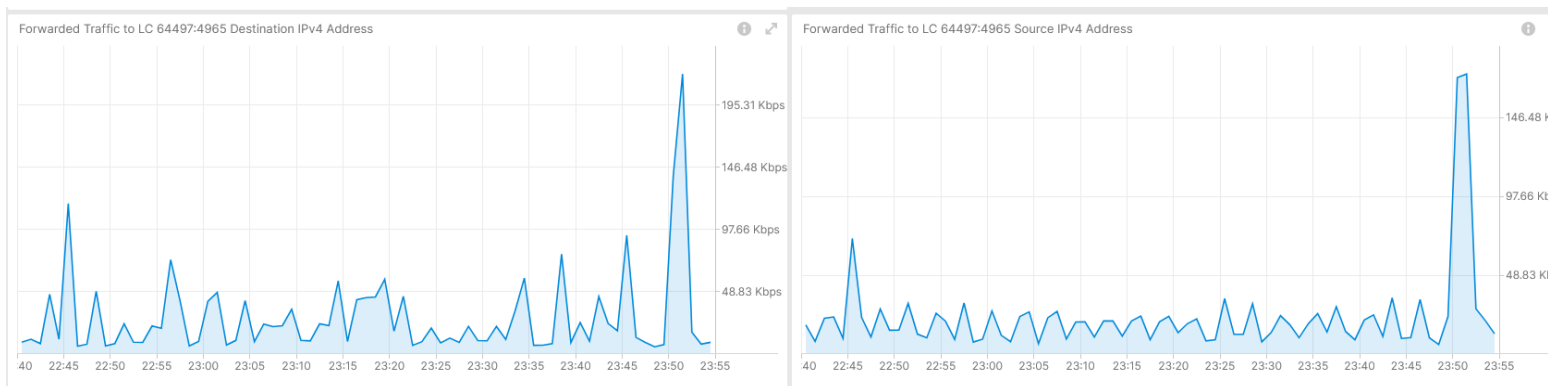 Forwarded Traffic to LC 64497:4965 Destination IPv4 Address
195.31 Kbps
146.48 Kbps
97.66 Kbps
48.83 Kbps
:40 22:45 22:50 22:55 23:00 23:05 23:10 23:15 23:20 23:25 23:30 23:35 23:40 23:45 23:50 23:55
Forwarded Traffic to LC 64497:4965 Source IPv4 Address
146.48 K
97.66 Kb
48.83 Kl
:40 22:45 22:50 22:55 23:00 23:05 23:10 23:15 23:20 23:25 23:30 23:35 23:40 23:45 23:50 23:55